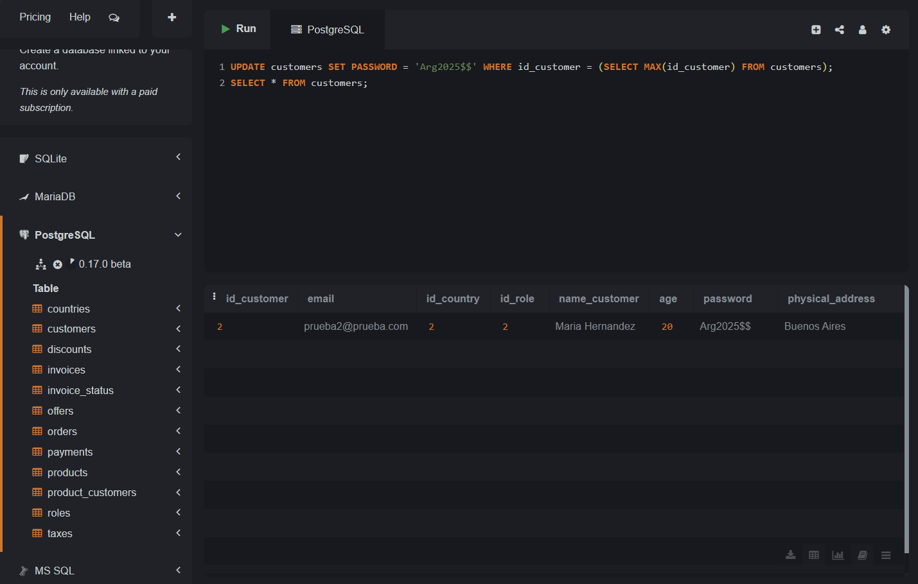 Pricing Help
Create a database linked to your
account.
This is only available with a paid
subscription.
SQLite
MariaDB
PostgreSQL
0.17.0 beta
Table
countries
customers
discounts
invoices
invoice_status
offers
orders
payments
products
product_customers
roles
taxes
MS SQL
Run PostgreSQL
1 UPDATE customers SET PASSWORD = 'Arg2025$$' WHERE id_customer = (SELECT MAX(id_customer) FROM customers);
2 SELECT * FROM customers;
id_customer email id_country id_role name_customer age password physical_address
2 prueba2@prueba.com 2 2 Maria Hernandez 20 Arg2025$$ Buenos Aires